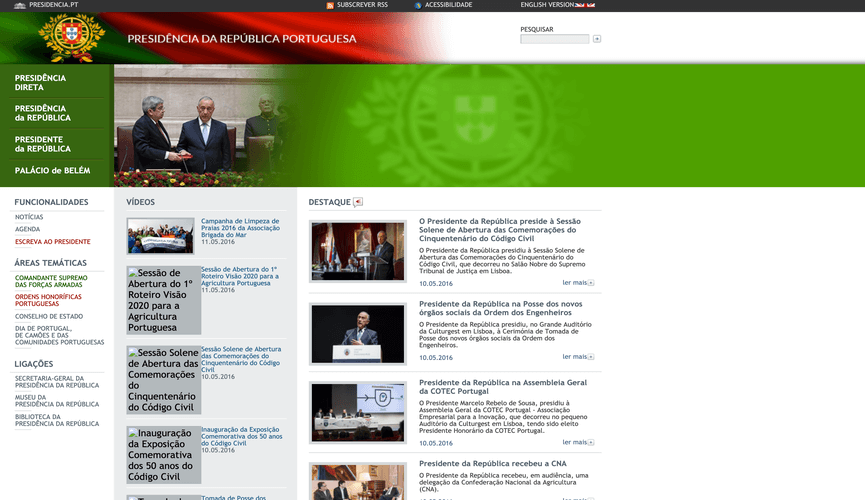 PRESIDENCIA.PT
SUBSCREVER RSS
ACESSIBILIDADE
ENGLISH VERSION
PRESIDÊNCIA DA REPÚBLICA PORTUGUESA
PESQUISAR
PRESIDÊNCIA
DIRETA
PRESIDÊNCIA
da REPÚBLICA
PRESIDENTE
da REPÚBLICA
PALÁCIO de BELÉM
FUNCIONALIDADES
NOTÍCIAS
AGENDA
ESCREVA AO PRESIDENTE
ÁREAS TEMÁTICAS
COMANDANTE SUPREMO
DAS FORÇAS ARMADAS
ORDENS HONORÍFICAS
PORTUGUESAS
CONSELHO DE ESTADO
DIA DE PORTUGAL,
DE CAMÕES E DAS
COMUNIDADES PORTUGUESAS
LIGAÇÕES
SECRETARIA-GERAL DA
PRESIDÊNCIA DA REPÚBLICA
MUSEU DA
PRESIDÊNCIA DA REPÚBLICA
BIBLIOTECA DA
PRESIDÊNCIA DA REPÚBLICA
VÍDEOS
Campanha de Limpeza de
Praias 2016 da Associação
Brigada do Mar
11.05.2016
Sessão de
Abertura do 1º
Roteiro Visão
2020 para a
Agricultura
Portuguesa
Sessão de Abertura do 1º
Roteiro Visão 2020 para a
Agricultura Portuguesa
11.05.2016
Sessão Solene
de Abertura das
Comemorações
do
Cinquentenário
do Código Civil
Sessão Solene de Abertura
das Comemorações do
Cinquentenário do Código
Civil
10.05.2016
Inauguração
da Exposição
Comemorativa
dos 50 anos do
Código Civil
Inauguração da Exposição
Comemorativa dos 50 anos
do Código Civil
10.05.2016
Tomada de Posse dos
DESTAQUE
O Presidente da República preside à Sessão
Solene de Abertura das Comemorações do
Cinquentenário do Código Civil
O Presidente da República presidiu à Sessão Solene de
Abertura das Comemorações do Cinquentenário do
Código Civil, que decorreu no Salão Nobre do Supremo
Tribunal de Justiça em Lisboa.
10.05.2016
ler mais
Presidente da República na Posse dos novos
órgãos sociais da Ordem dos Engenheiros
O Presidente da República presidiu, no Grande Auditório
da Culturgest em Lisboa, à Cerimónia de Tomada de
Posse dos novos órgãos sociais da Ordem dos
Engenheiros.
10.05.2016
ler mais
Presidente da República na Assembleia Geral
da COTEC Portugal
O Presidente Marcelo Rebelo de Sousa, presidiu à
Assembleia Geral da COTEC Portugal - Associação
Empresarial para a Inovação, que decorreu no pequeno
Auditório da Culturgest em Lisboa, tendo sido eleito
Presidente Honorário da COTEC Portugal
10.05.2016
ler mais
Presidente da República recebeu a CNA
O Presidente da República recebeu, em audiência, uma
delegação da Confederação Nacional da Agricultura
(CNA).